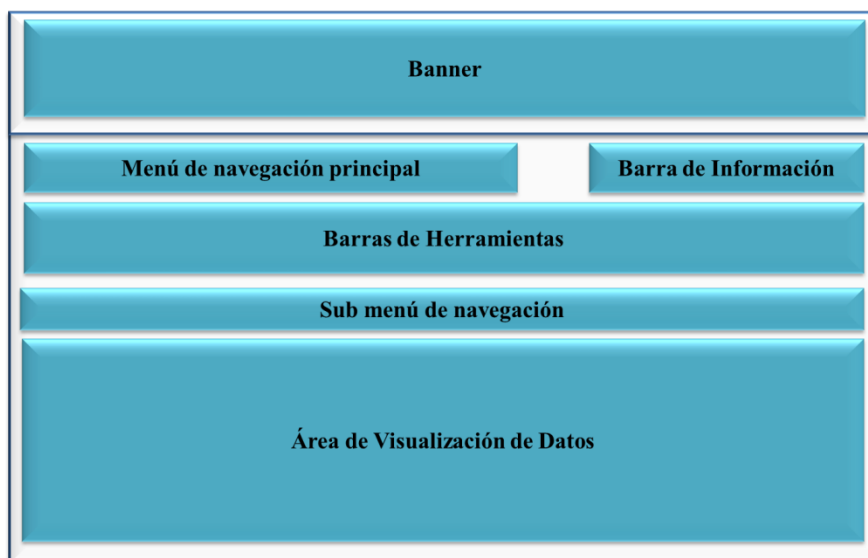 Banner
Menú de navegación principal
Barra de Información
Barras de Herramientas
Sub menú de navegación
Área de Visualización de Datos